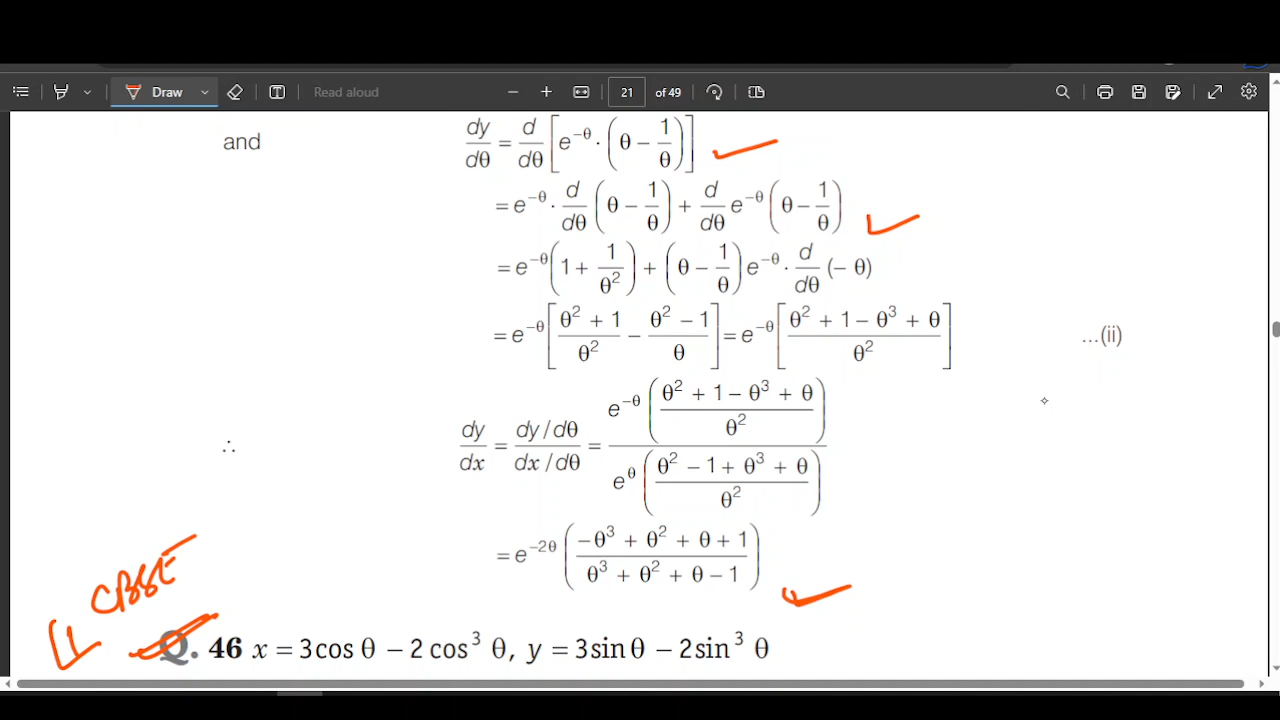 Draw
Read aloud
21 of 49
and dy/dθ = d/dθ [e^−θ · (θ − 1/θ)]
= e^−θ · d/dθ (θ − 1/θ) + d/dθ e^−θ (θ − 1/θ)
= e^−θ (1 + 1/θ²) + (θ − 1/θ) e^−θ · d/dθ (− θ)
= e^−θ [(θ² + 1)/θ² − (θ² − 1)/θ] = e^−θ [(θ² + 1 − θ³ + θ)/θ²] ...(ii)
∴ dy/dx = (dy/dθ)/(dx/dθ) = e^−θ ((θ² + 1 − θ³ + θ)/θ²) / e^θ ((θ² − 1 + θ³ + θ)/θ²)
= e^−2θ ((−θ³ + θ² + θ + 1)/(θ³ + θ² + θ − 1))
CBSE
Q. 46 x = 3cos θ − 2 cos³ θ, y = 3sinθ − 2sin³ θ